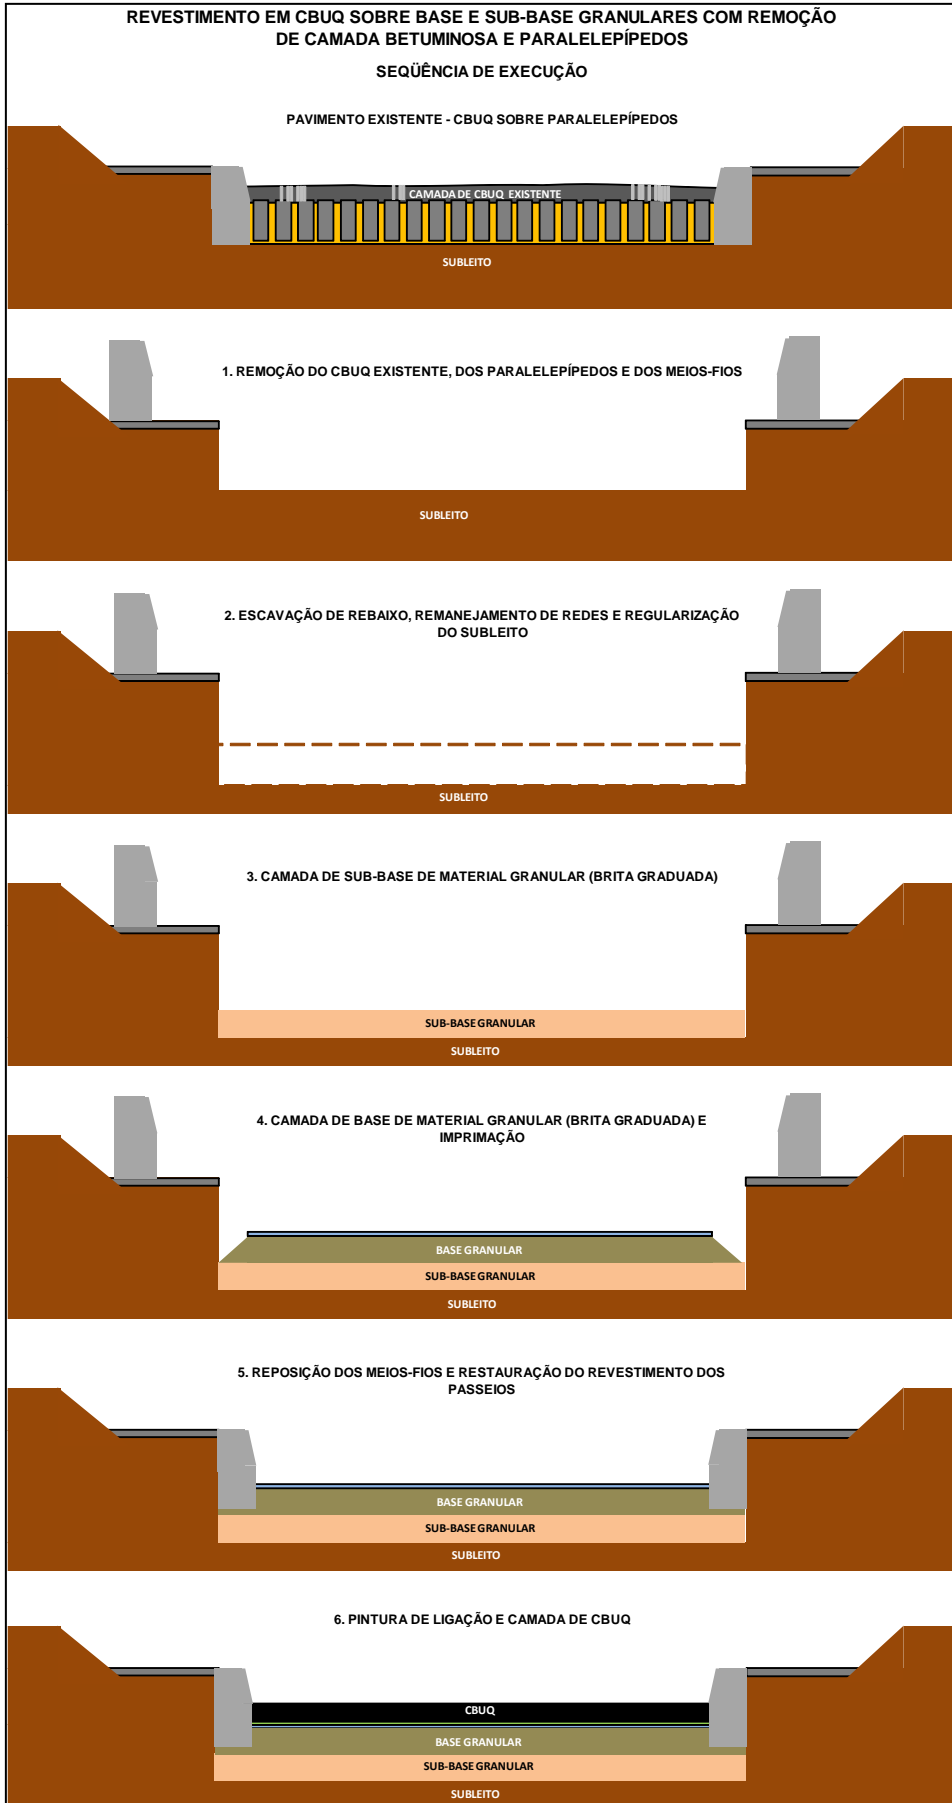 REVESTIMENTO EM CBUQ SOBRE BASE E SUB-BASE GRANULARES COM REMOÇÃO
DE CAMADA BETUMINOSA E PARALELEPÍPEDOS
SEQÜÊNCIA DE EXECUÇÃO
PAVIMENTO EXISTENTE - CBUQ SOBRE PARALELEPÍPEDOS
CAMADA DE CBUQ EXISTENTE
SUBLEITO
1. REMOÇÃO DO CBUQ EXISTENTE, DOS PARALELEPÍPEDOS E DOS MEIOS-FIOS
SUBLEITO
2. ESCAVAÇÃO DE REBAIXO, REMANEJAMENTO DE REDES E REGULARIZAÇÃO
DO SUBLEITO
SUBLEITO
3. CAMADA DE SUB-BASE DE MATERIAL GRANULAR (BRITA GRADUADA)
SUB-BASE GRANULAR
SUBLEITO
4. CAMADA DE BASE DE MATERIAL GRANULAR (BRITA GRADUADA) E
IMPRIMAÇÃO
BASE GRANULAR
SUB-BASE GRANULAR
SUBLEITO
5. REPOSIÇÃO DOS MEIOS-FIOS E RESTAURAÇÃO DO REVESTIMENTO DOS
PASSEIOS
BASE GRANULAR
SUB-BASE GRANULAR
SUBLEITO
6. PINTURA DE LIGAÇÃO E CAMADA DE CBUQ
CBUQ
BASE GRANULAR
SUB-BASE GRANULAR
SUBLEITO